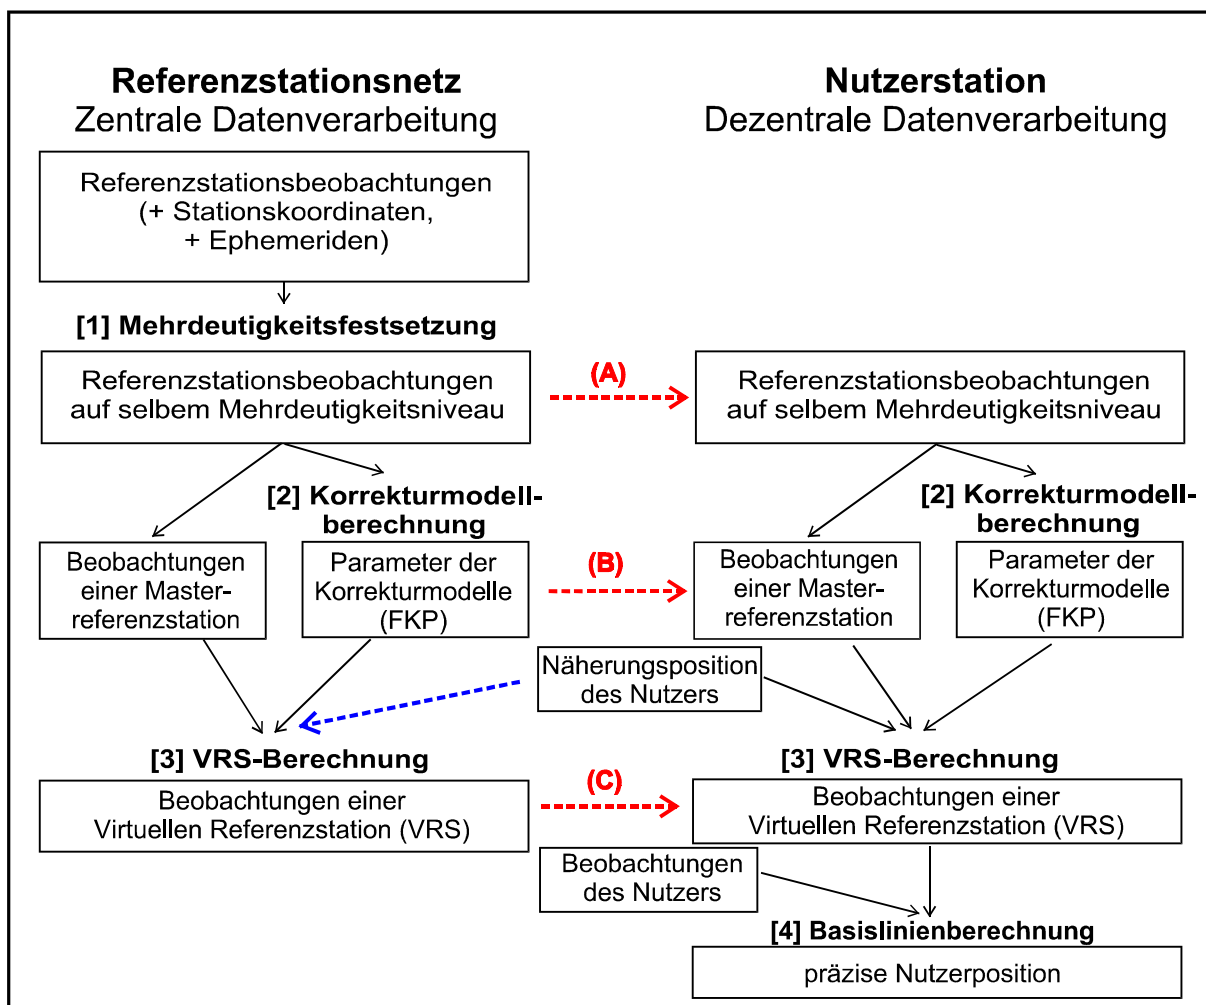 Referenzstationsnetz
Zentrale Datenverarbeitung
Nutzerstation
Dezentrale Datenverarbeitung
Referenzstationsbeobachtungen
(+ Stationskoordinaten,
+ Ephemeriden)
[1] Mehrdeutigkeitsfestsetzung
Referenzstationsbeobachtungen
auf selbem Mehrdeutigkeitsniveau
(A)
Referenzstationsbeobachtungen
auf selbem Mehrdeutigkeitsniveau
[2] Korrekturmodell-
berechnung
[2] Korrekturmodell-
berechnung
Beobachtungen
einer Master-
referenzstation
Parameter der
Korrekturmodelle
(FKP)
(B)
Beobachtungen
einer Master-
referenzstation
Parameter der
Korrekturmodelle
(FKP)
Näherungsposition
des Nutzers
[3] VRS-Berechnung
[3] VRS-Berechnung
Beobachtungen einer
Virtuellen Referenzstation (VRS)
(C)
Beobachtungen einer
Virtuellen Referenzstation (VRS)
Beobachtungen
des Nutzers
[4] Basislinienberechnung
präzise Nutzerposition